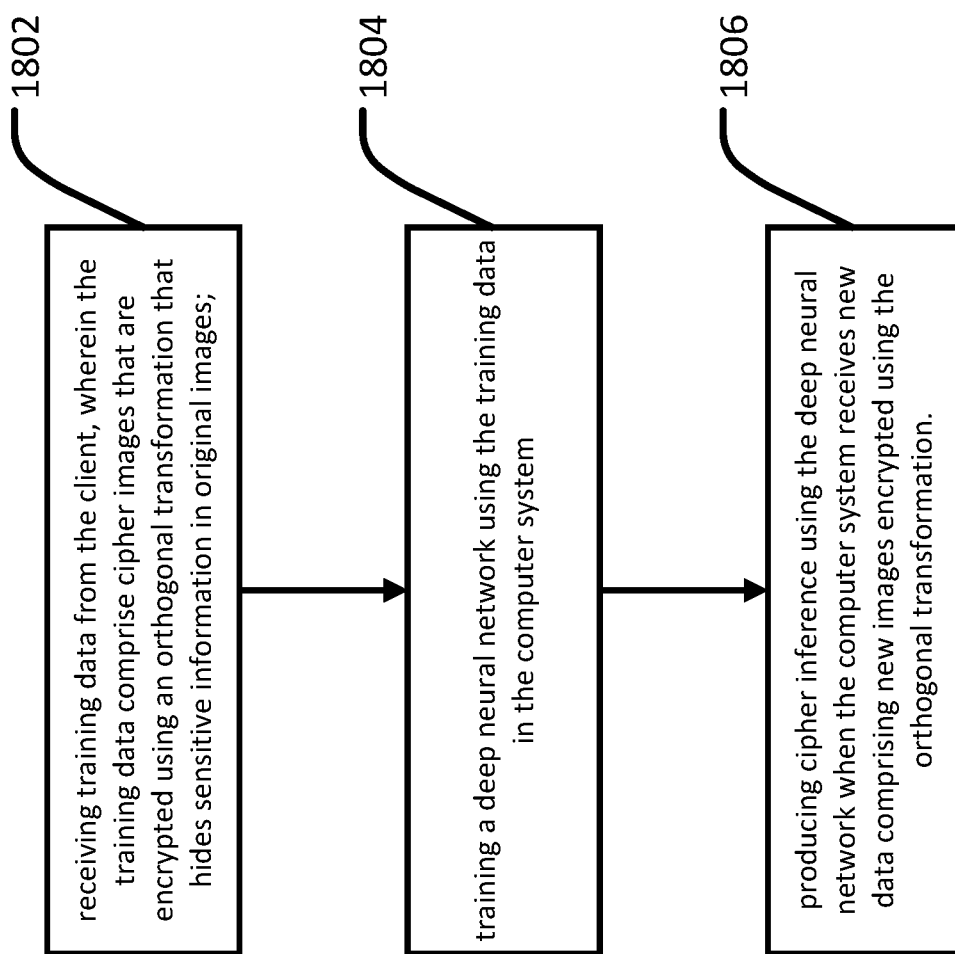 1802
receiving training data from the client, wherein the
training data comprise cipher images that are
encrypted using an orthogonal transformation that
hides sensitive information in original images;
1804
training a deep neural network using the training data
in the computer system
1806
producing cipher inference using the deep neural
network when the computer system receives new
data comprising new images encrypted using the
orthogonal transformation.